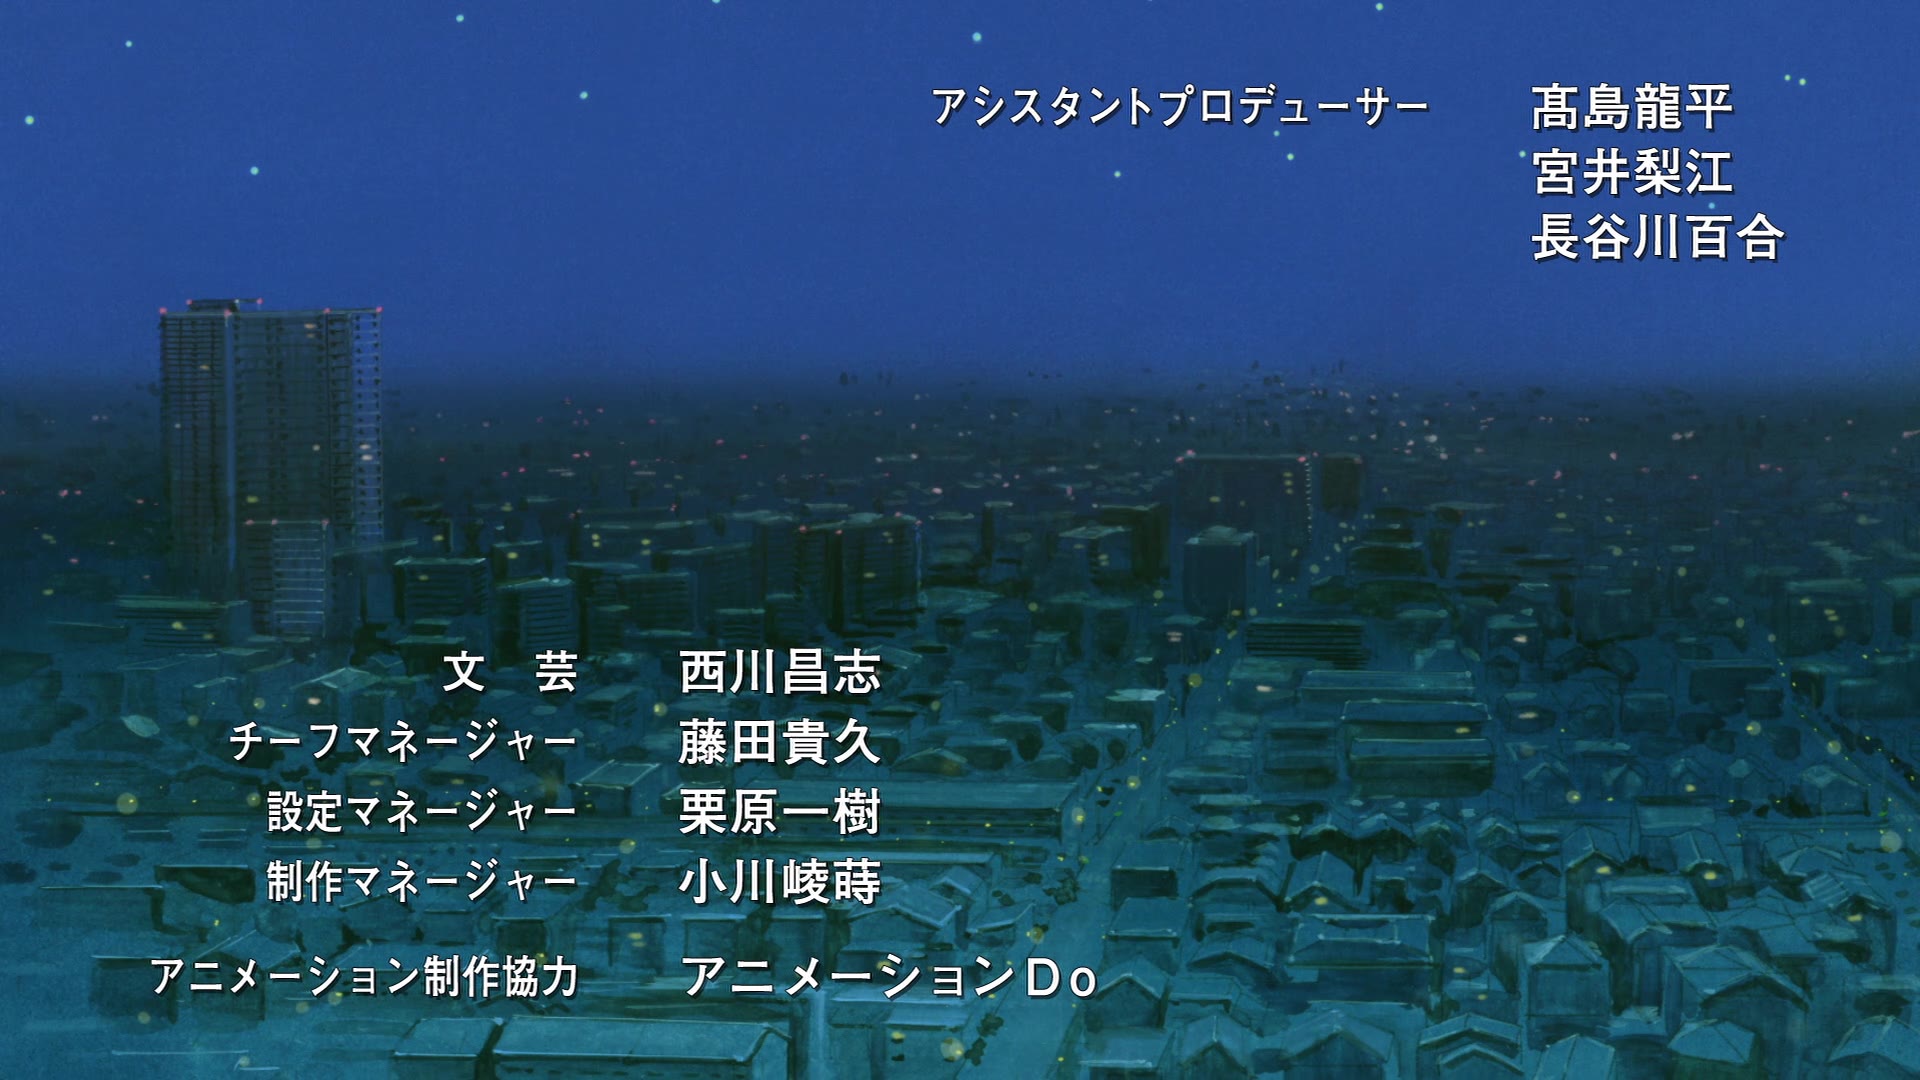 アシスタントプロデューサー　髙島龍平
宮井梨江
長谷川百合
文　芸　西川昌志
チーフマネージャー　藤田貴久
設定マネージャー　栗原一樹
制作マネージャー　小川崚蒔
アニメーション制作協力　アニメーションDo